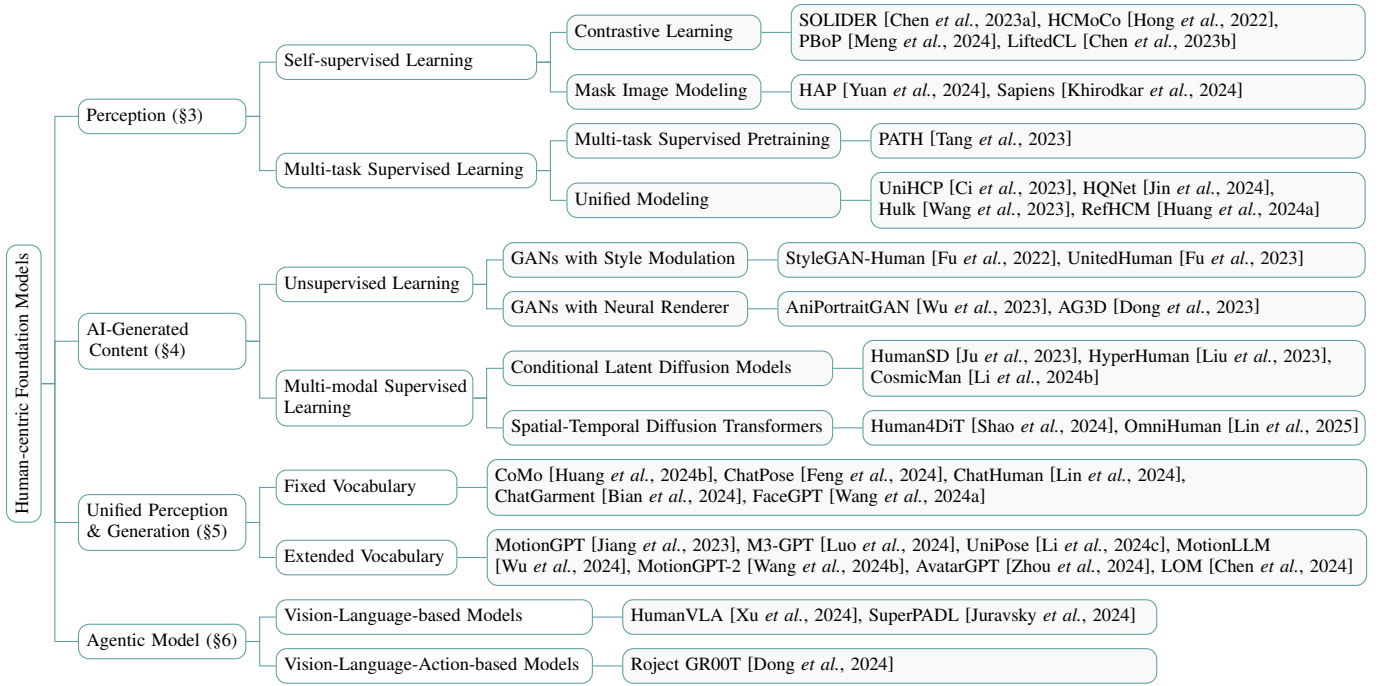 Human-centric Foundation Models
Perception (§3)
Self-supervised Learning
Contrastive Learning
SOLIDER [Chen et al., 2023a], HCMoCo [Hong et al., 2022],
PBoP [Meng et al., 2024], LiftedCL [Chen et al., 2023b]
Mask Image Modeling
HAP [Yuan et al., 2024], Sapiens [Khirodkar et al., 2024]
Multi-task Supervised Learning
Multi-task Supervised Pretraining
PATH [Tang et al., 2023]
Unified Modeling
UniHCP [Ci et al., 2023], HQNet [Jin et al., 2024],
Hulk [Wang et al., 2023], RefHCM [Huang et al., 2024a]
AI-Generated
Content (§4)
Unsupervised Learning
GANs with Style Modulation
StyleGAN-Human [Fu et al., 2022], UnitedHuman [Fu et al., 2023]
GANs with Neural Renderer
AniPortraitGAN [Wu et al., 2023], AG3D [Dong et al., 2023]
Multi-modal Supervised
Learning
Conditional Latent Diffusion Models
HumanSD [Ju et al., 2023], HyperHuman [Liu et al., 2023],
CosmicMan [Li et al., 2024b]
Spatial-Temporal Diffusion Transformers
Human4DiT [Shao et al., 2024], OmniHuman [Lin et al., 2025]
Unified Perception
& Generation (§5)
Fixed Vocabulary
CoMo [Huang et al., 2024b], ChatPose [Feng et al., 2024], ChatHuman [Lin et al., 2024],
ChatGarment [Bian et al., 2024], FaceGPT [Wang et al., 2024a]
Extended Vocabulary
MotionGPT [Jiang et al., 2023], M3-GPT [Luo et al., 2024], UniPose [Li et al., 2024c], MotionLLM
[Wu et al., 2024], MotionGPT-2 [Wang et al., 2024b], AvatarGPT [Zhou et al., 2024], LOM [Chen et al., 2024]
Agentic Model (§6)
Vision-Language-based Models
HumanVLA [Xu et al., 2024], SuperPADL [Juravsky et al., 2024]
Vision-Language-Action-based Models
Roject GR00T [Dong et al., 2024]